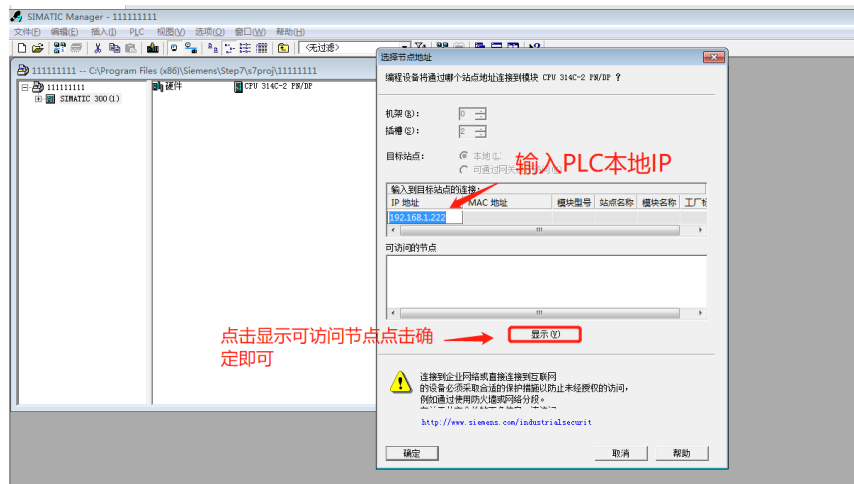 SIMATIC Manager - 111111111
文件(F) 编辑(E) 插入(I) PLC 视图(V) 选项(O) 窗口(W) 帮助(H)
<无过滤>
111111111 -- C:\Program Files (x86)\Siemens\Step7\s7proj\11111111
111111111
SIMATIC 300(1)
硬件
CPU 314C-2 PN/DP
选择节点地址
编程设备将通过哪个站点地址连接到模块 CPU 314C-2 PN/DP ?
机架(R): 0
插槽(S): 2
目标站点: 本地(L)
可通过网关
输入PLC本地IP
输入到目标站点的连接:
IP 地址 MAC 地址 模块型号 站点名称 模块名称 工厂标
192.168.1.222
可访问的节点
点击显示可访问节点点击确
定即可
显示(V)
连接到企业网络或直接连接到互联网
的设备必须采取合适的保护措施以防止未经授权的访问,
例如通过使用防火墙或网络分段。
http://www.siemens.com/industrialsecurit
确定 取消 帮助